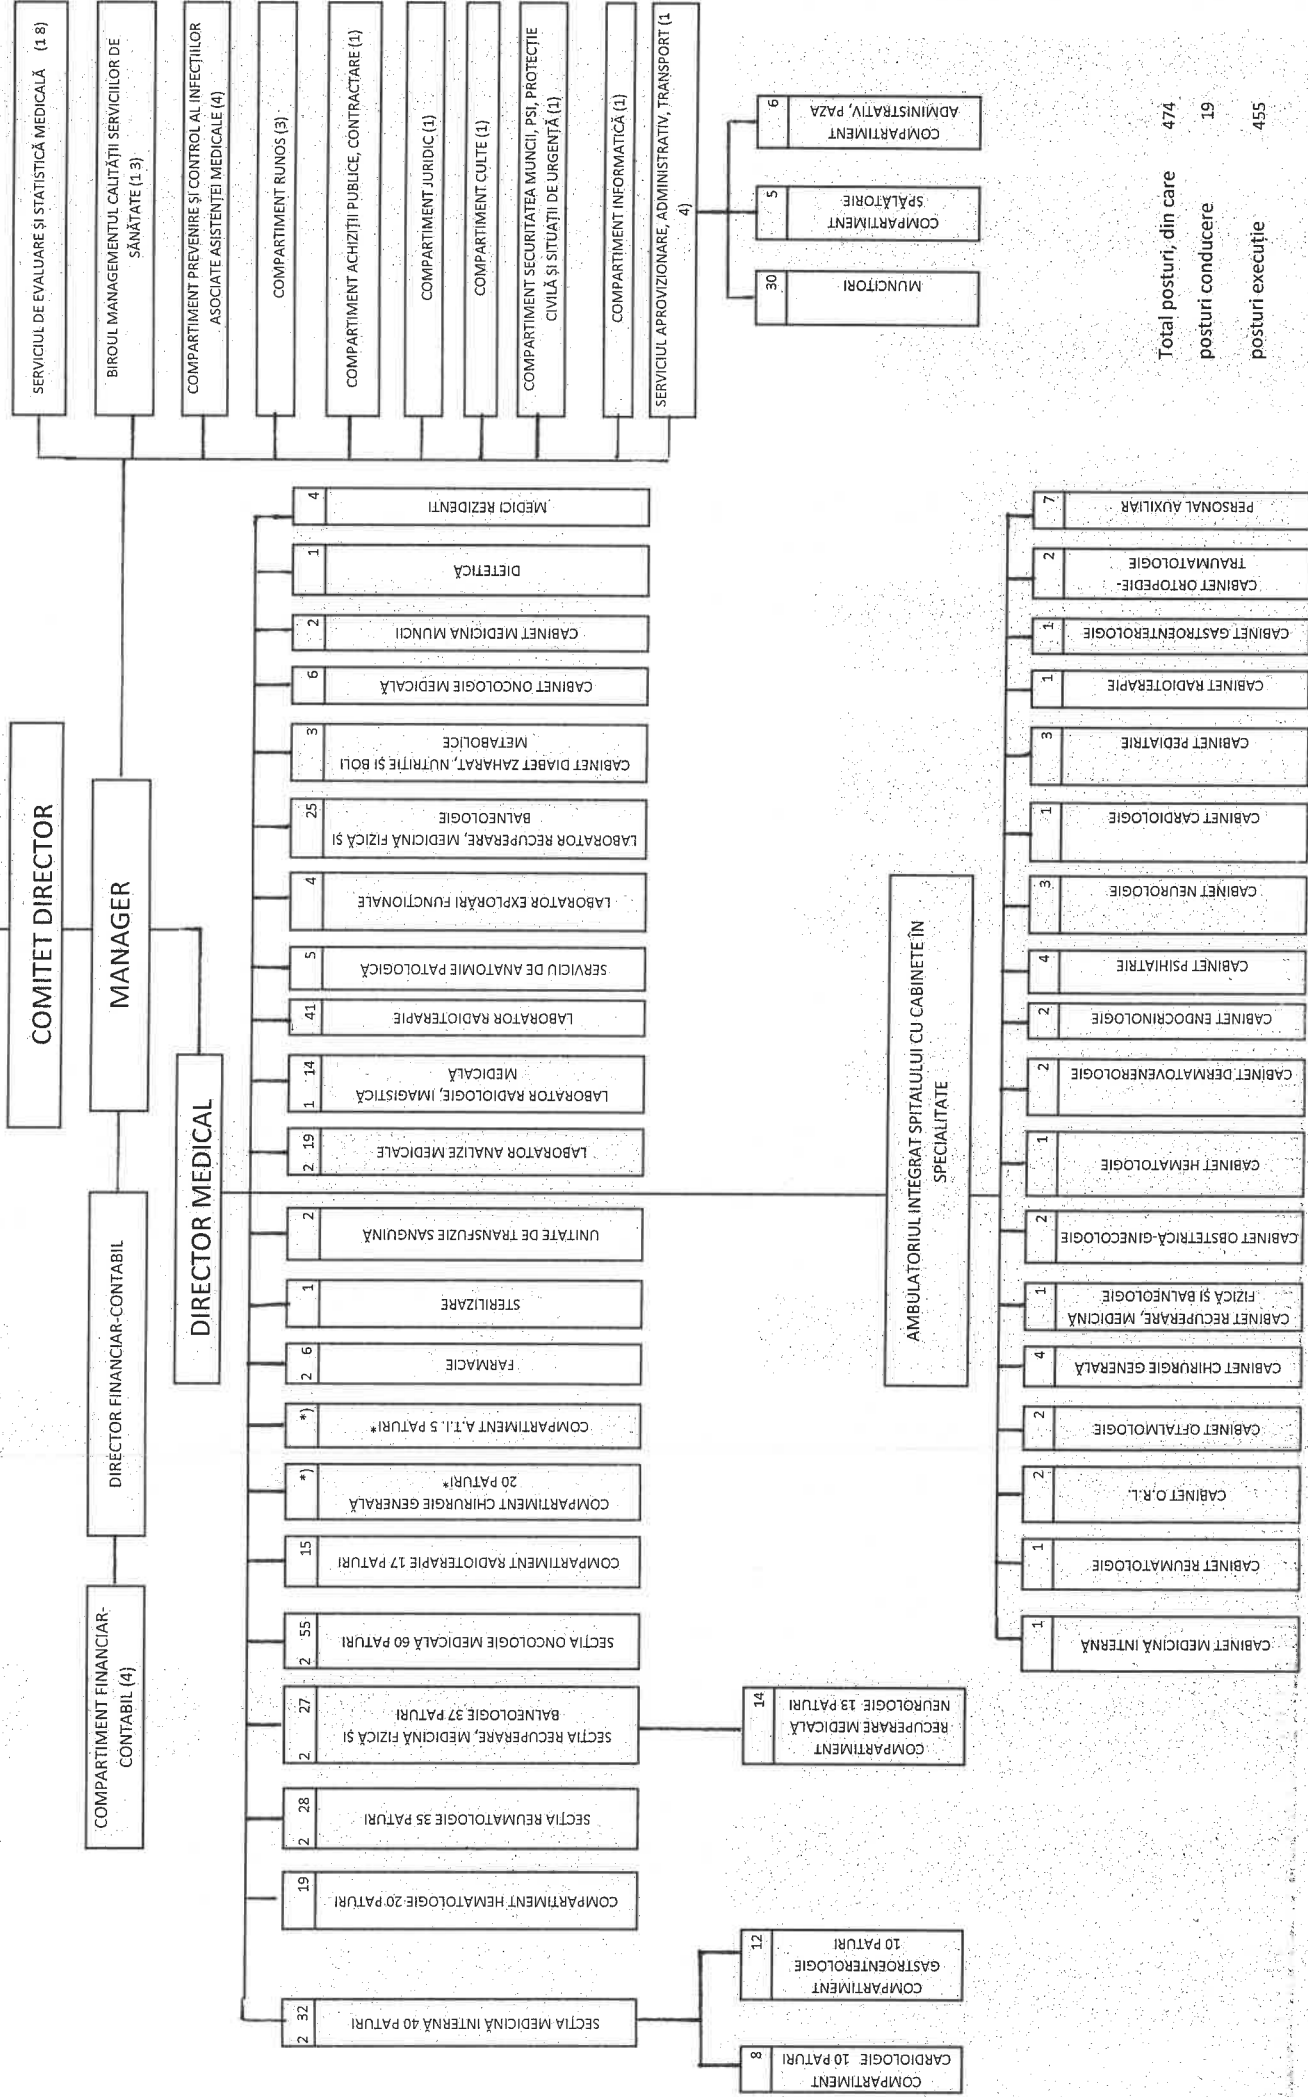 COMITET DIRECTOR
MANAGER
DIRECTOR FINANCIAR-CONTABIL
COMPARTIMENT FINANCIAR-
CONTABIL (4)
DIRECTOR MEDICAL
SERVICIUL DE EVALUARE ȘI STATISTICĂ MEDICALĂ (1 8)
BIROUL MANAGEMENTUL CALITĂȚII SERVICIILOR DE
SĂNĂTATE (1 3)
COMPARTIMENT PREVENIRE ȘI CONTROL AL INFECȚIILOR
ASOCIATE ASISTENȚEI MEDICALE (4)
COMPARTIMENT RUNOS (3)
COMPARTIMENT ACHIZIȚII PUBLICE, CONTRACTARE (1)
COMPARTIMENT JURIDIC (1)
COMPARTIMENT CULTE (1)
COMPARTIMENT SECURITATEA MUNCII, PSI, PROTECȚIE
CIVILĂ ȘI SITUAȚII DE URGENȚĂ (1)
COMPARTIMENT INFORMATICĂ (1)
SERVICIUL APROVIZIONARE, ADMINISTRATIV, TRANSPORT (1
4)
30
MUNCITORI
5
COMPARTIMENT
SPĂLĂTORIE
6
COMPARTIMENT
ADMINISTRATIV, PAZA
2 32
SECȚIA MEDICINĂ INTERNĂ 40 PATURI
8
COMPARTIMENT
CARDIOLOGIE 10 PATURI
12
COMPARTIMENT
GASTROENTEROLOGIE
10 PATURI
19
COMPARTIMENT HEMATOLOGIE 20 PATURI
2 28
SECȚIA REUMATOLOGIE 35 PATURI
2 27
SECȚIA RECUPERARE, MEDICINĂ FIZICĂ ȘI
BALNEOLOGIE 37 PATURI
14
COMPARTIMENT
RECUPERARE MEDICALĂ
NEUROLOGIE 13 PATURI
2 55
SECȚIA ONCOLOGIE MEDICALĂ 60 PATURI
15
COMPARTIMENT RADIOTERAPIE 17 PATURI
*)
COMPARTIMENT CHIRURGIE GENERALĂ
20 PATURI*
*)
COMPARTIMENT A.T.I. 5 PATURI*
2 6
FARMACIE
1
STERILIZARE
2
UNITATE DE TRANSFUZIE SANGUINĂ
2 19
LABORATOR ANALIZE MEDICALE
1 14
LABORATOR RADIOLOGIE, IMAGISTICĂ
MEDICALĂ
41
LABORATOR RADIOTERAPIE
5
SERVICIU DE ANATOMIE PATOLOGICĂ
4
LABORATOR EXPLORĂRI FUNCȚIONALE
25
LABORATOR RECUPERARE, MEDICINĂ FIZICĂ ȘI
BALNEOLOGIE
3
CABINET DIABET ZAHARAT, NUTRIȚIE ȘI BOLI
METABOLICE
6
CABINET ONCOLOGIE MEDICALĂ
2
CABINET MEDICINA MUNCII
1
DIETETICĂ
4
MEDICI REZIDENTI
AMBULATORIUL INTEGRAT SPITALULUI CU CABINETE ÎN
SPECIALITATE
1
CABINET MEDICINĂ INTERNĂ
1
CABINET REUMATOLOGIE
2
CABINET O.R.L.
2
CABINET OFTALMOLOGIE
4
CABINET CHIRURGIE GENERALĂ
1
CABINET RECUPERARE, MEDICINĂ
FIZICĂ ȘI BALNEOLOGIE
2
CABINET OBSTETRICĂ-GINECOLOGIE
1
CABINET HEMATOLOGIE
2
CABINET DERMATOVENEROLOGIE
2
CABINET ENDOCRINOLOGIE
4
CABINET PSIHIATRIE
3
CABINET NEUROLOGIE
1
CABINET CARDIOLOGIE
3
CABINET PEDIATRIE
1
CABINET RADIOTERAPIE
1
CABINET GASTROENTEROLOGIE
2
CABINET ORTOPEDIE-
TRAUMATOLOGIE
7
PERSONAL AUXILIAR
Total posturi, din care 474
posturi conducere 19
posturi execuție 455